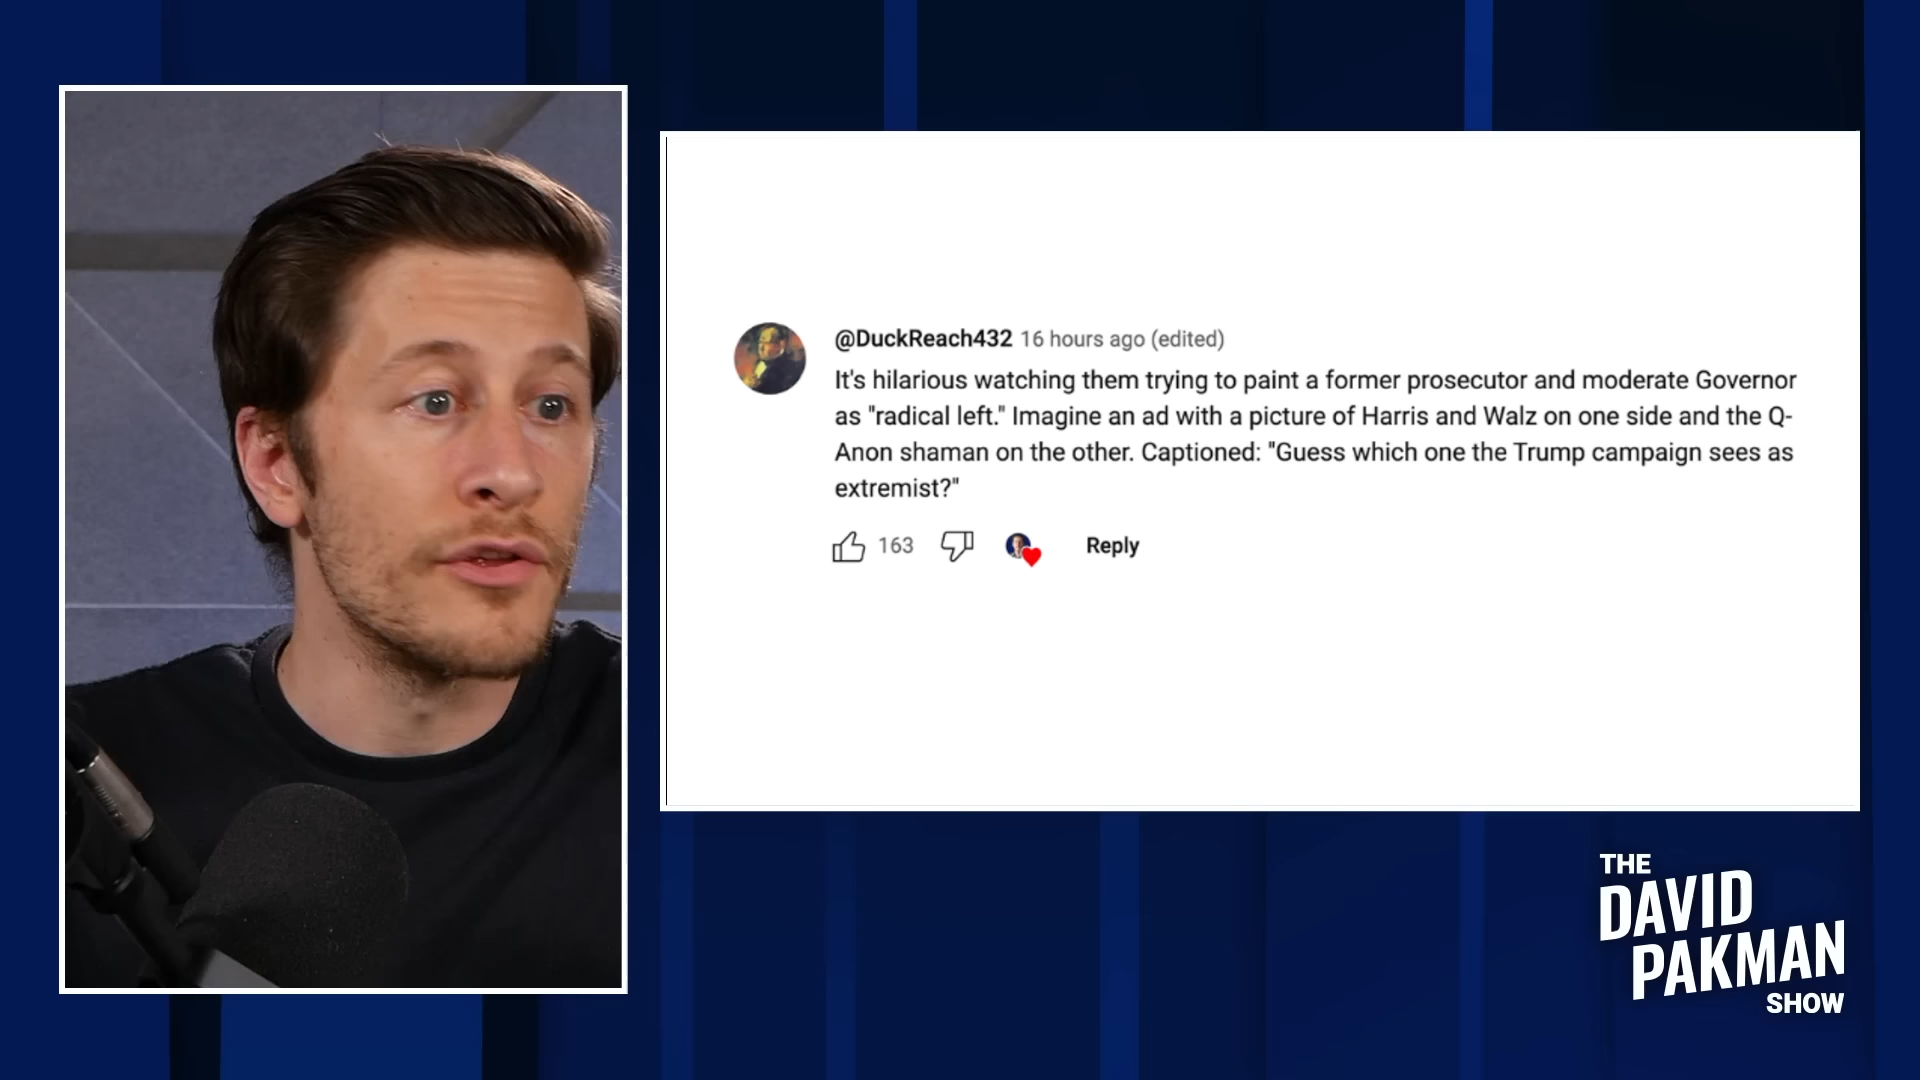 @DuckReach432 16 hours ago (edited)
It's hilarious watching them trying to paint a former prosecutor and moderate Governor
as "radical left." Imagine an ad with a picture of Harris and Walz on one side and the Q-
Anon shaman on the other. Captioned: "Guess which one the Trump campaign sees as
extremist?"
163 Reply
THE
DAVID
PAKMAN
SHOW